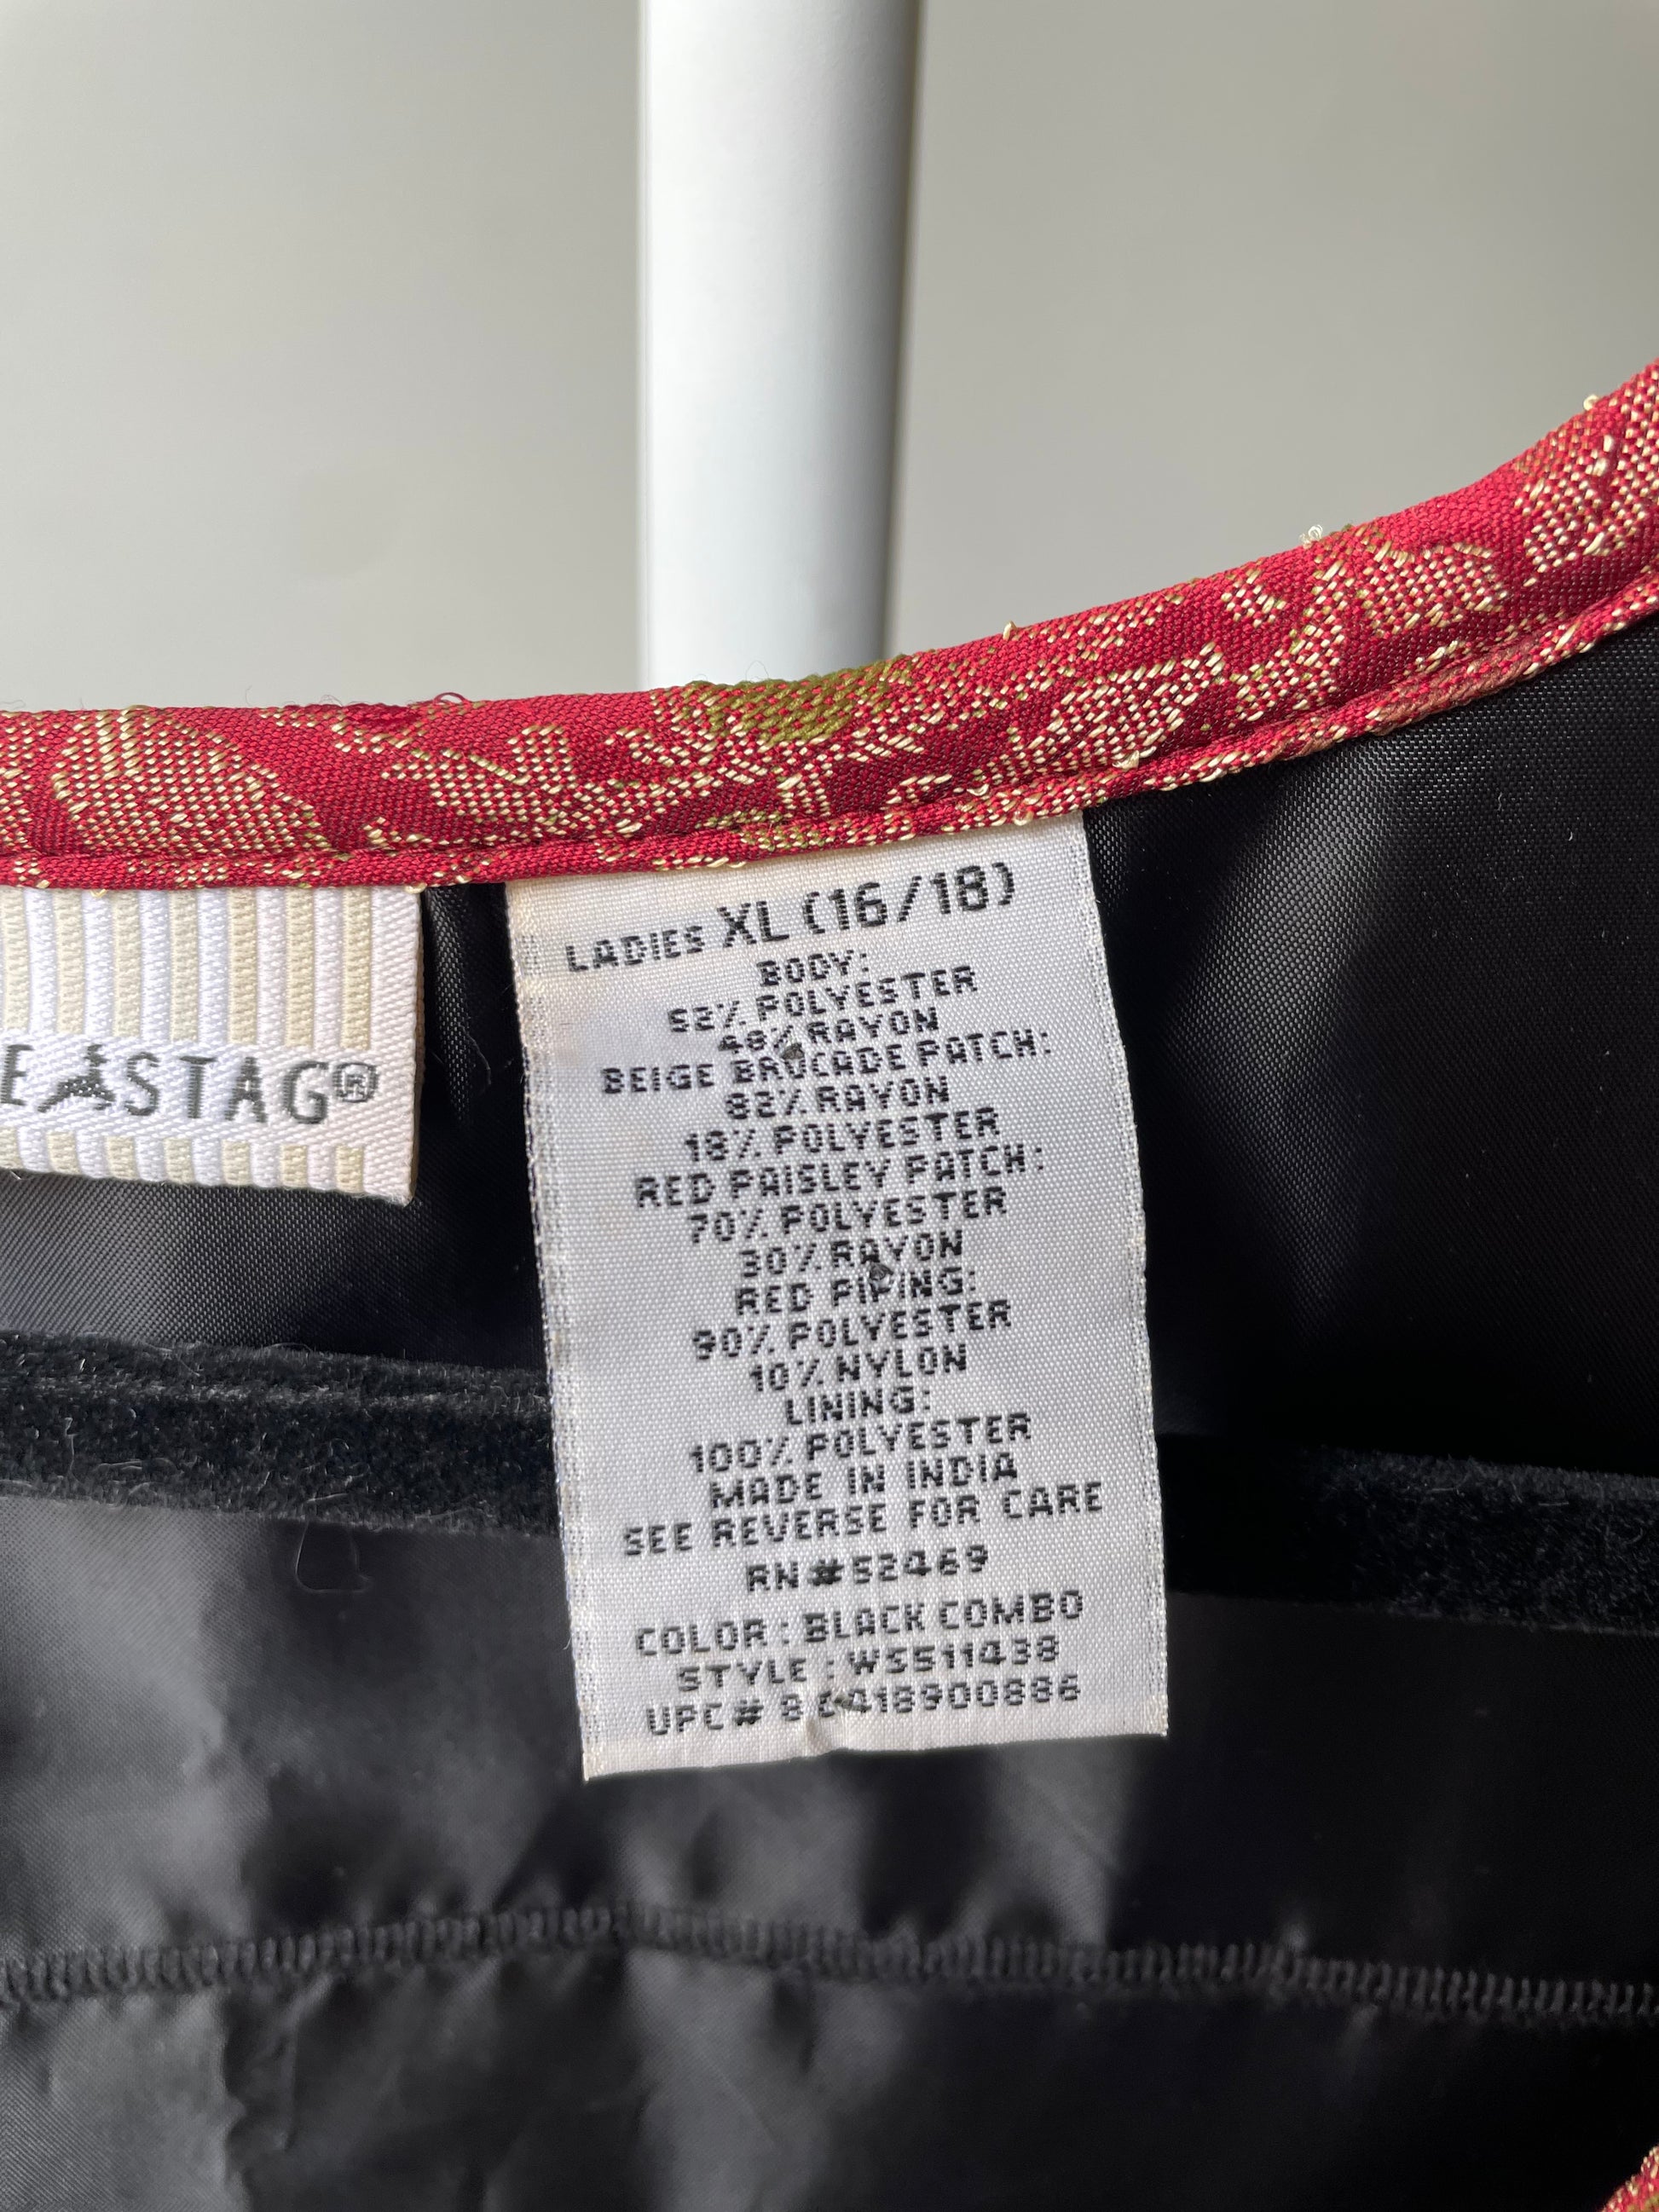 E STAG®
LADIES XL (16/18)
BODY:
52% POLYESTER
48% RAYON
BEIGE BROCADE PATCH:
82% RAYON
18% POLYESTER
RED PAISLEY PATCH:
70% POLYESTER
30% RAYON
RED PIPING:
90% POLYESTER
10% NYLON
LINING:
100% POLYESTER
MADE IN INDIA
SEE REVERSE FOR CARE
RN#52469
COLOR: BLACK COMBO
STYLE: WS511438
UPC#